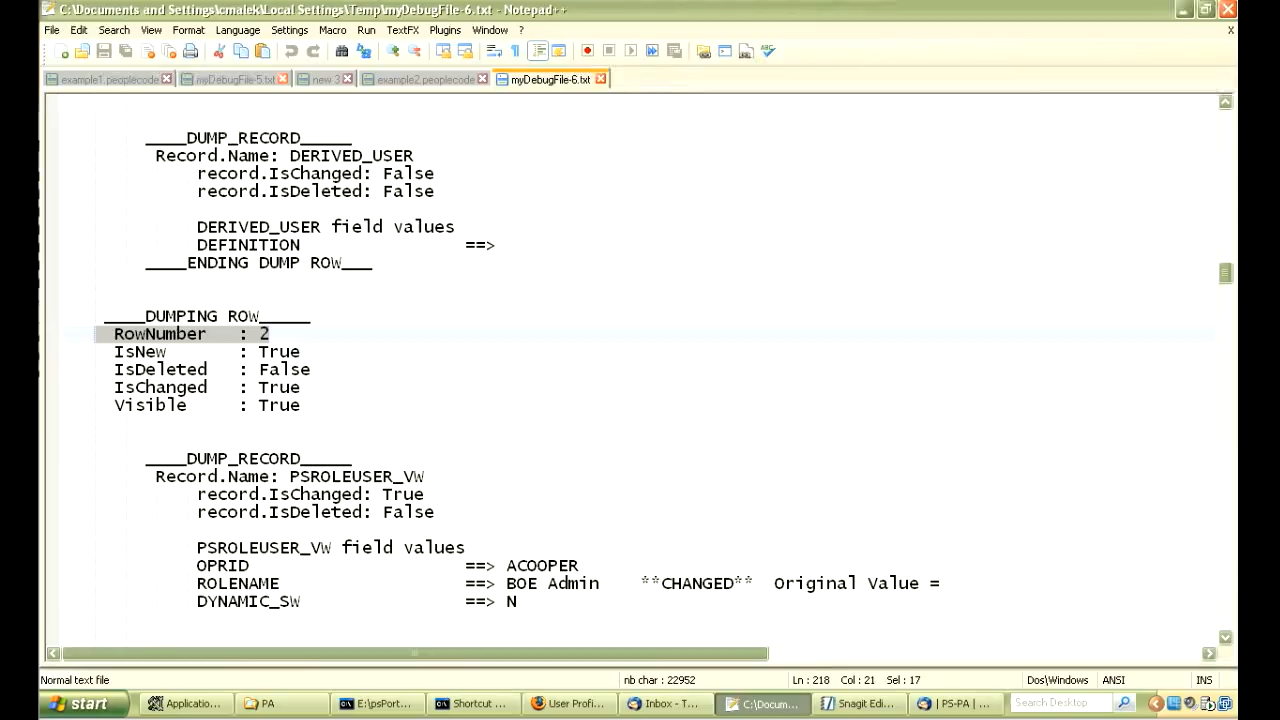 C:\Documents and Settings\cmalek\Local Settings\Temp\myDebugFile-6.txt - Notepad++
File Edit Search View Format Language Settings Macro Run TextFX Plugins Window ? X
example1.peoplecode myDebugFile-5.txt new 3 example2.peoplecode myDebugFile-6.txt
____DUMP_RECORD_____
Record.Name: DERIVED_USER
record.IsChanged: False
record.IsDeleted: False
DERIVED_USER field values
DEFINITION ==>
____ENDING DUMP ROW___
____DUMPING ROW_____
RowNumber : 2
IsNew : True
IsDeleted : False
IsChanged : True
Visible : True
____DUMP_RECORD_____
Record.Name: PSROLEUSER_VW
record.IsChanged: True
record.IsDeleted: False
PSROLEUSER_VW field values
OPRID ==> ACOOPER
ROLENAME ==> BOE Admin **CHANGED** Original Value =
DYNAMIC_SW ==> N
Normal text file nb char : 22952 Ln : 218 Col : 21 Sel : 17 Dos\Windows ANSI INS
start Applicatio... PA E:\psPort... Shortcut ... User Profi... Inbox - T... C:\Docum... Snagit Edi... | PS-PA | ... Search Desktop